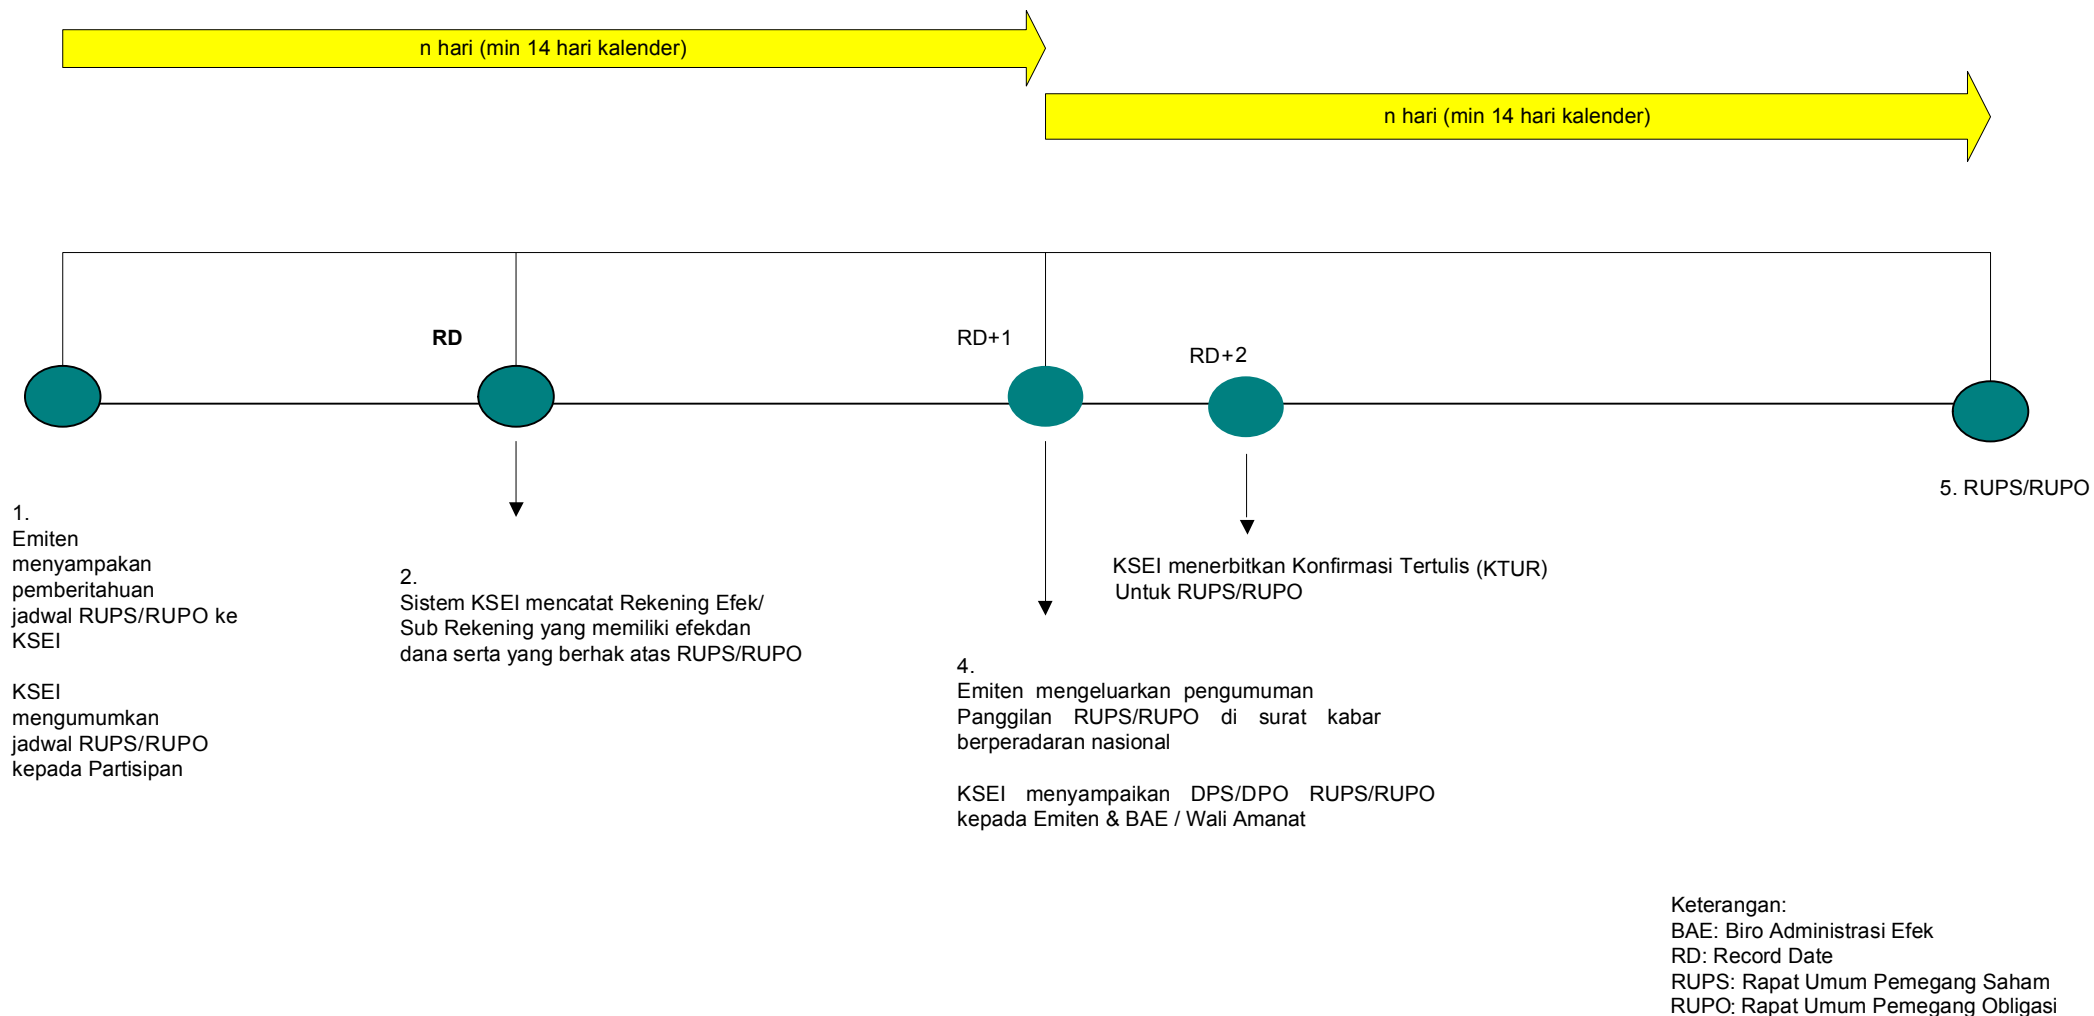 n hari (min 14 hari kalender)
n hari (min 14 hari kalender)
RD
RD+1
RD+2
1.
Emiten
menyampakan
pemberitahuan
jadwal RUPS/RUPO ke
KSEI
KSEI
mengumumkan
jadwal RUPS/RUPO
kepada Partisipan
2.
Sistem KSEI mencatat Rekening Efek/
Sub Rekening yang memiliki efekdan
dana serta yang berhak atas RUPS/RUPO
4.
Emiten mengeluarkan pengumuman
Panggilan RUPS/RUPO di surat kabar
berperadaran nasional
KSEI menyampaikan DPS/DPO RUPS/RUPO
kepada Emiten & BAE / Wali Amanat
KSEI menerbitkan Konfirmasi Tertulis (KTUR)
Untuk RUPS/RUPO
5. RUPS/RUPO
Keterangan:
BAE: Biro Administrasi Efek
RD: Record Date
RUPS: Rapat Umum Pemegang Saham
RUPO: Rapat Umum Pemegang Obligasi